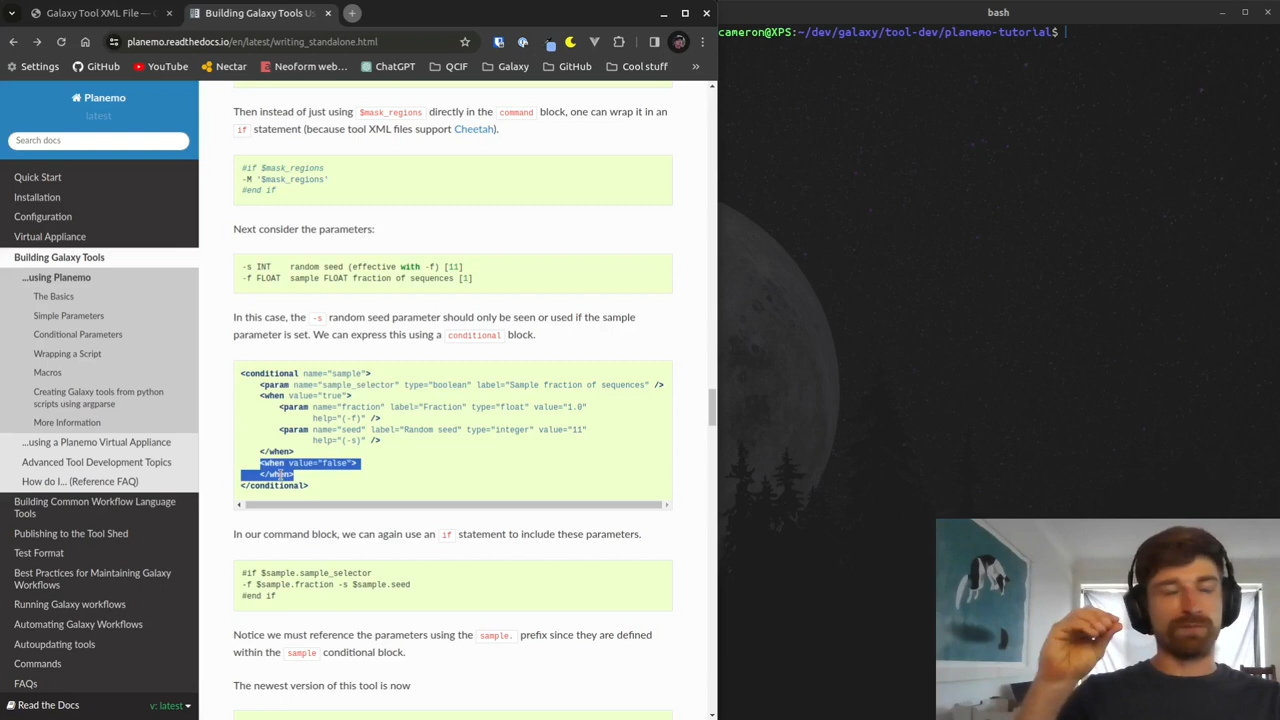 Galaxy Tool XML File —
Building Galaxy Tools Us
bash
planemo.readthedocs.io/en/latest/writing_standalone.html
cameron@XPS:~/dev/galaxy/tool-dev/planemo-tutorial$
Settings
GitHub
YouTube
Nectar
Neoform web...
ChatGPT
QCIF
Galaxy
GitHub
Cool stuff
»
Planemo
latest
Search docs
Quick Start
Installation
Configuration
Virtual Appliance
Building Galaxy Tools
...using Planemo
The Basics
Simple Parameters
Conditional Parameters
Wrapping a Script
Macros
Creating Galaxy tools from python
scripts using argparse
More Information
...using a Planemo Virtual Appliance
Advanced Tool Development Topics
How do I... (Reference FAQ)
Building Common Workflow Language
Tools
Publishing to the Tool Shed
Test Format
Best Practices for Maintaining Galaxy
Workflows
Running Galaxy workflows
Automating Galaxy Workflows
Autoupdating tools
Commands
FAQs
Read the Docs
v: latest
Then instead of just using $mask_regions directly in the command block, one can wrap it in an
if statement (because tool XML files support Cheetah).
#if $mask_regions
-M '$mask_regions'
#end if
Next consider the parameters:
-s INT random seed (effective with -f) [11]
-f FLOAT sample FLOAT fraction of sequences [1]
In this case, the -s random seed parameter should only be seen or used if the sample
parameter is set. We can express this using a conditional block.
<conditional name="sample">
<param name="sample_selector" type="boolean" label="Sample fraction of sequences" />
<when value="true">
<param name="fraction" label="Fraction" type="float" value="1.0"
help="(-f)" />
<param name="seed" label="Random seed" type="integer" value="11"
help="(-s)" />
</when>
<when value="false">
</when>
</conditional>
In our command block, we can again use an if statement to include these parameters.
#if $sample.sample_selector
-f $sample.fraction -s $sample.seed
#end if
Notice we must reference the parameters using the sample. prefix since they are defined
within the sample conditional block.
The newest version of this tool is now